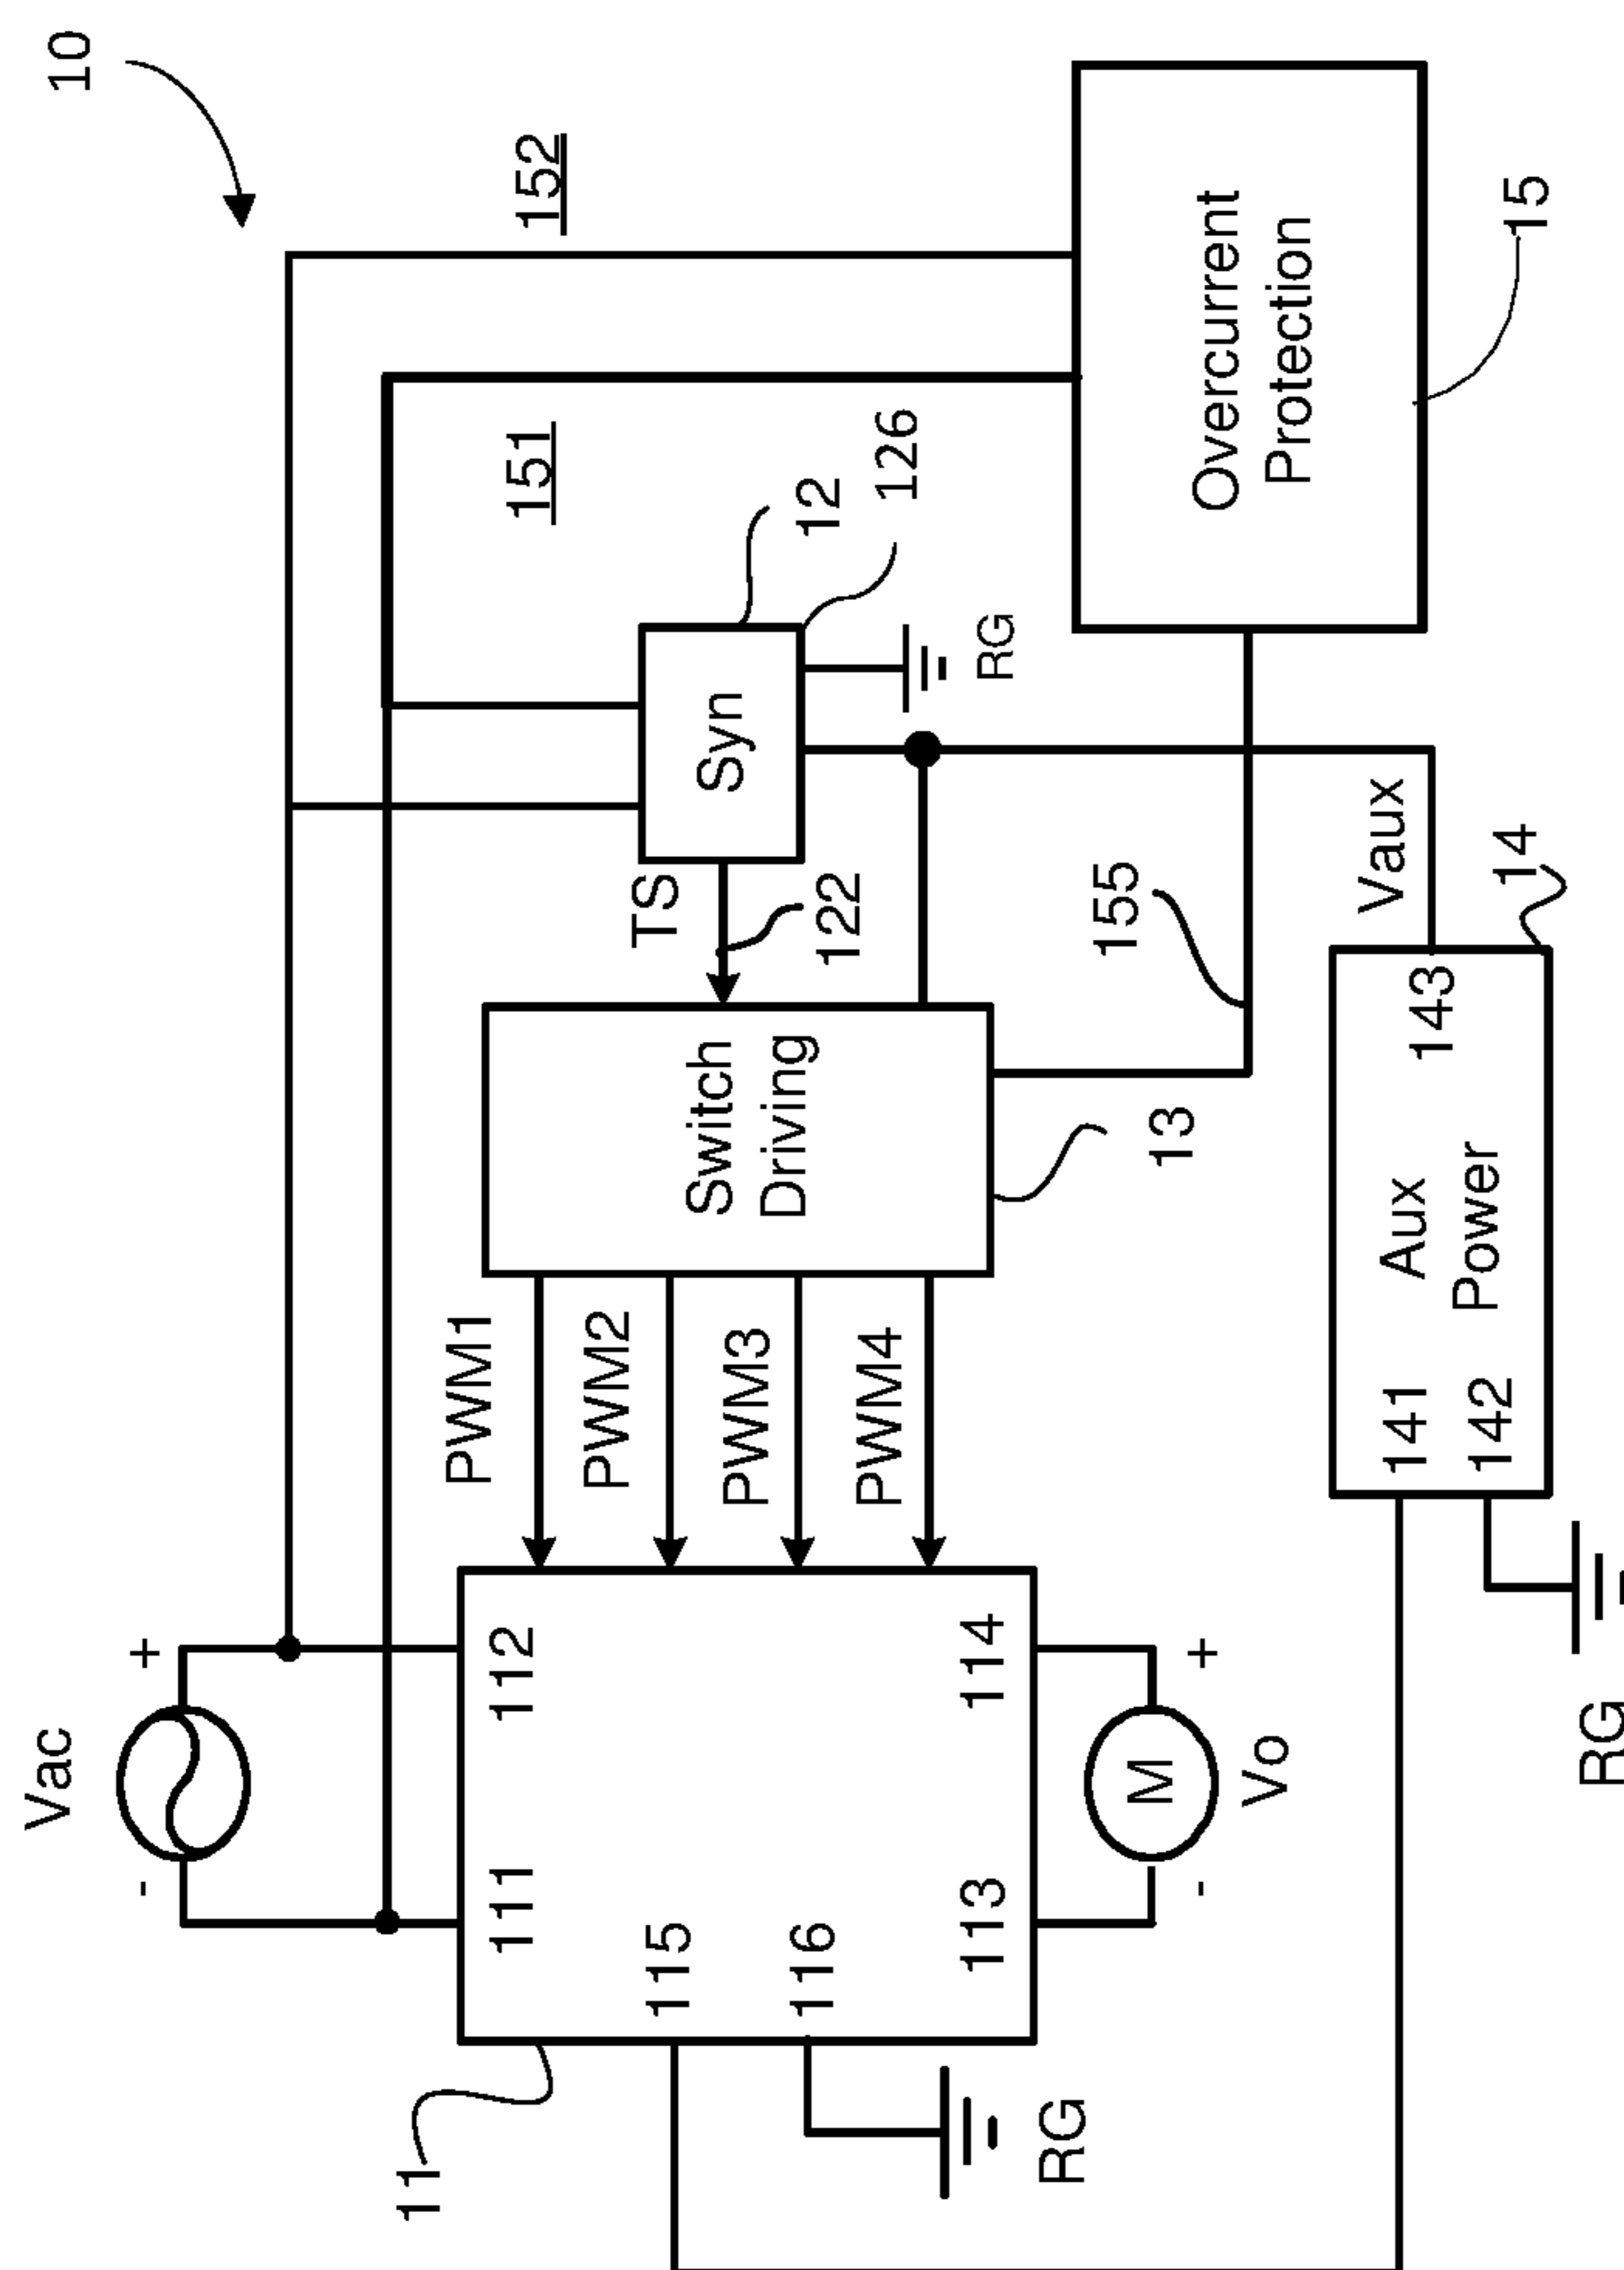 10
Vac
-
+
152
151
11
111
112
PWM1
TS
12
126
115
PWM2
Switch
Driving
Syn
122
116
PWM3
RG
113
114
PWM4
RG
M
-
+
Vo
13
155
Overcurrent
Protection
15
141
142
Aux
Power
143
Vaux
14
RG